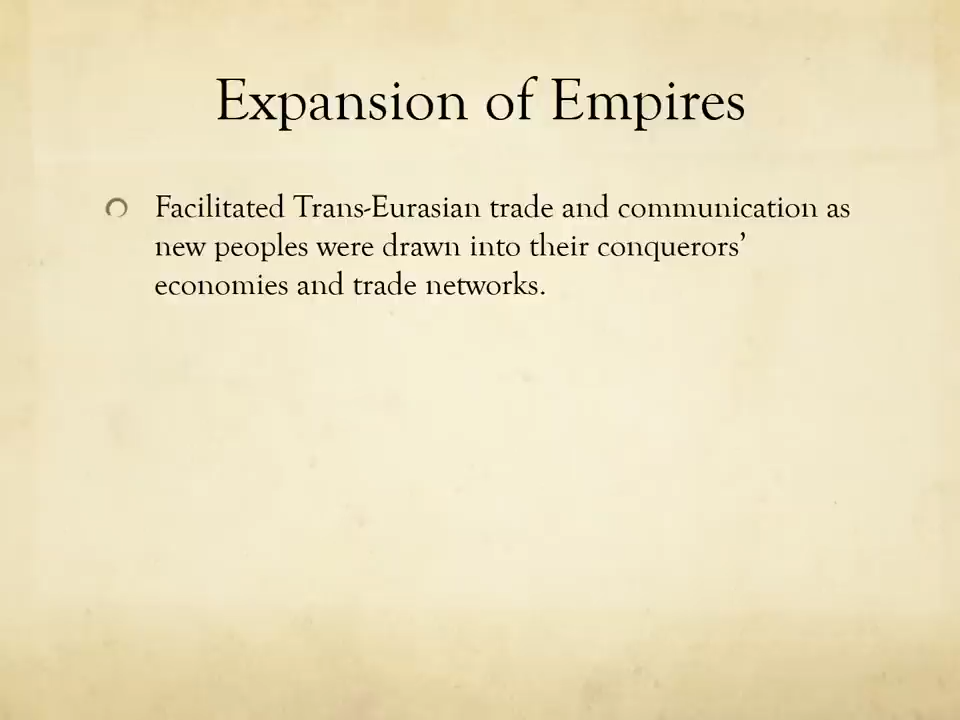 Expansion of Empires
Facilitated Trans-Eurasian trade and communication as
new peoples were drawn into their conquerors’
economies and trade networks.